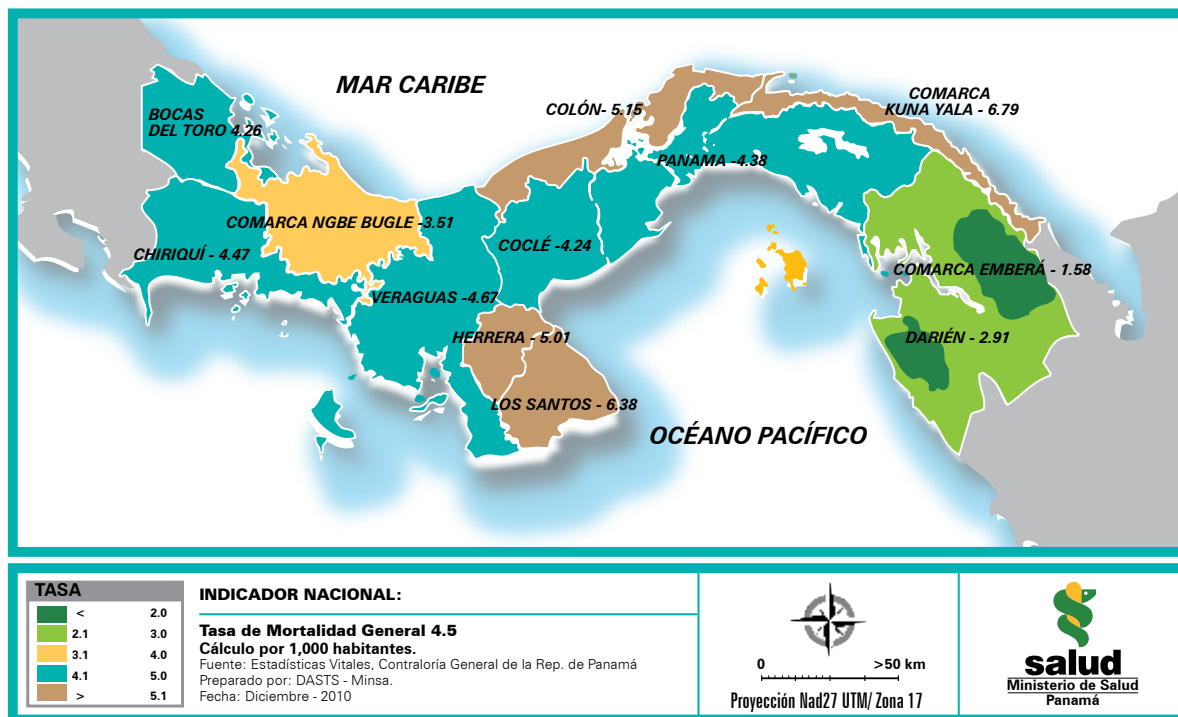 MAR CARIBE
COMARCA
KUNA YALA - 6.79
COLÓN- 5.15
BOCAS
DEL TORO 4.26
PANAMA -4.38
COMARCA NGBE BUGLE -3.51
COCLÉ -4.24
CHIRIQUÍ - 4.47
COMARCA EMBERÁ - 1.58
VERAGUAS -4.67
HERRERA - 5.01
DARIÉN - 2.91
LOS SANTOS - 6.38
OCÉANO PACÍFICO
TASA
< 2.0
2.1 3.0
3.1 4.0
4.1 5.0
> 5.1
INDICADOR NACIONAL:
Tasa de Mortalidad General 4.5
Cálculo por 1,000 habitantes.
Fuente: Estadísticas Vitales, Contraloría General de la Rep. de Panamá
Preparado por: DASTS - Minsa.
Fecha: Diciembre - 2010
0 >50 km
Proyección Nad27 UTM/ Zona 17
salud
Ministerio de Salud
Panamá